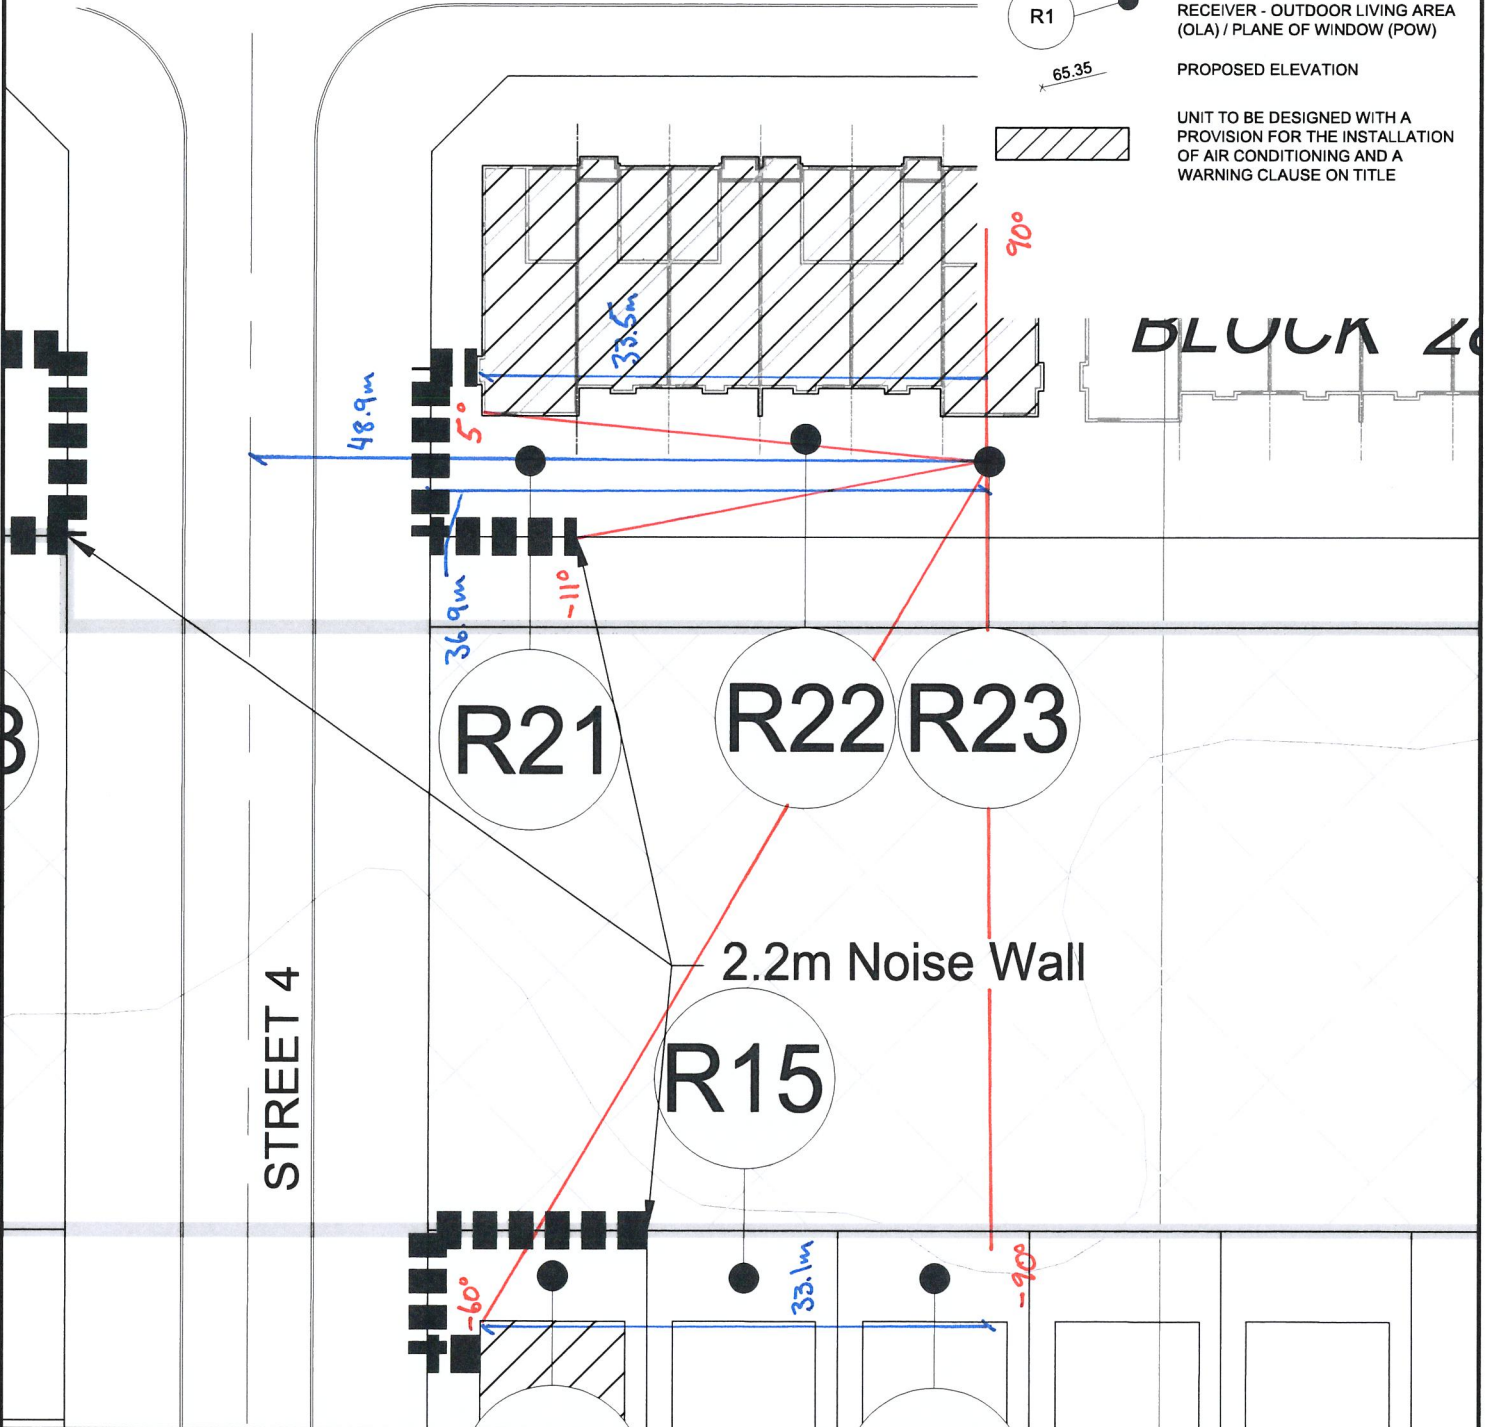 R1
RECEIVER - OUTDOOR LIVING AREA
(OLA) / PLANE OF WINDOW (POW)
65.35
PROPOSED ELEVATION
UNIT TO BE DESIGNED WITH A
PROVISION FOR THE INSTALLATION
OF AIR CONDITIONING AND A
WARNING CLAUSE ON TITLE
90°
33.5m
BLOCK
48.9m
5°
36.9m
-11°
R21
R22
R23
2.2m Noise Wall
STREET 4
R15
-60°
33.1m
-90°